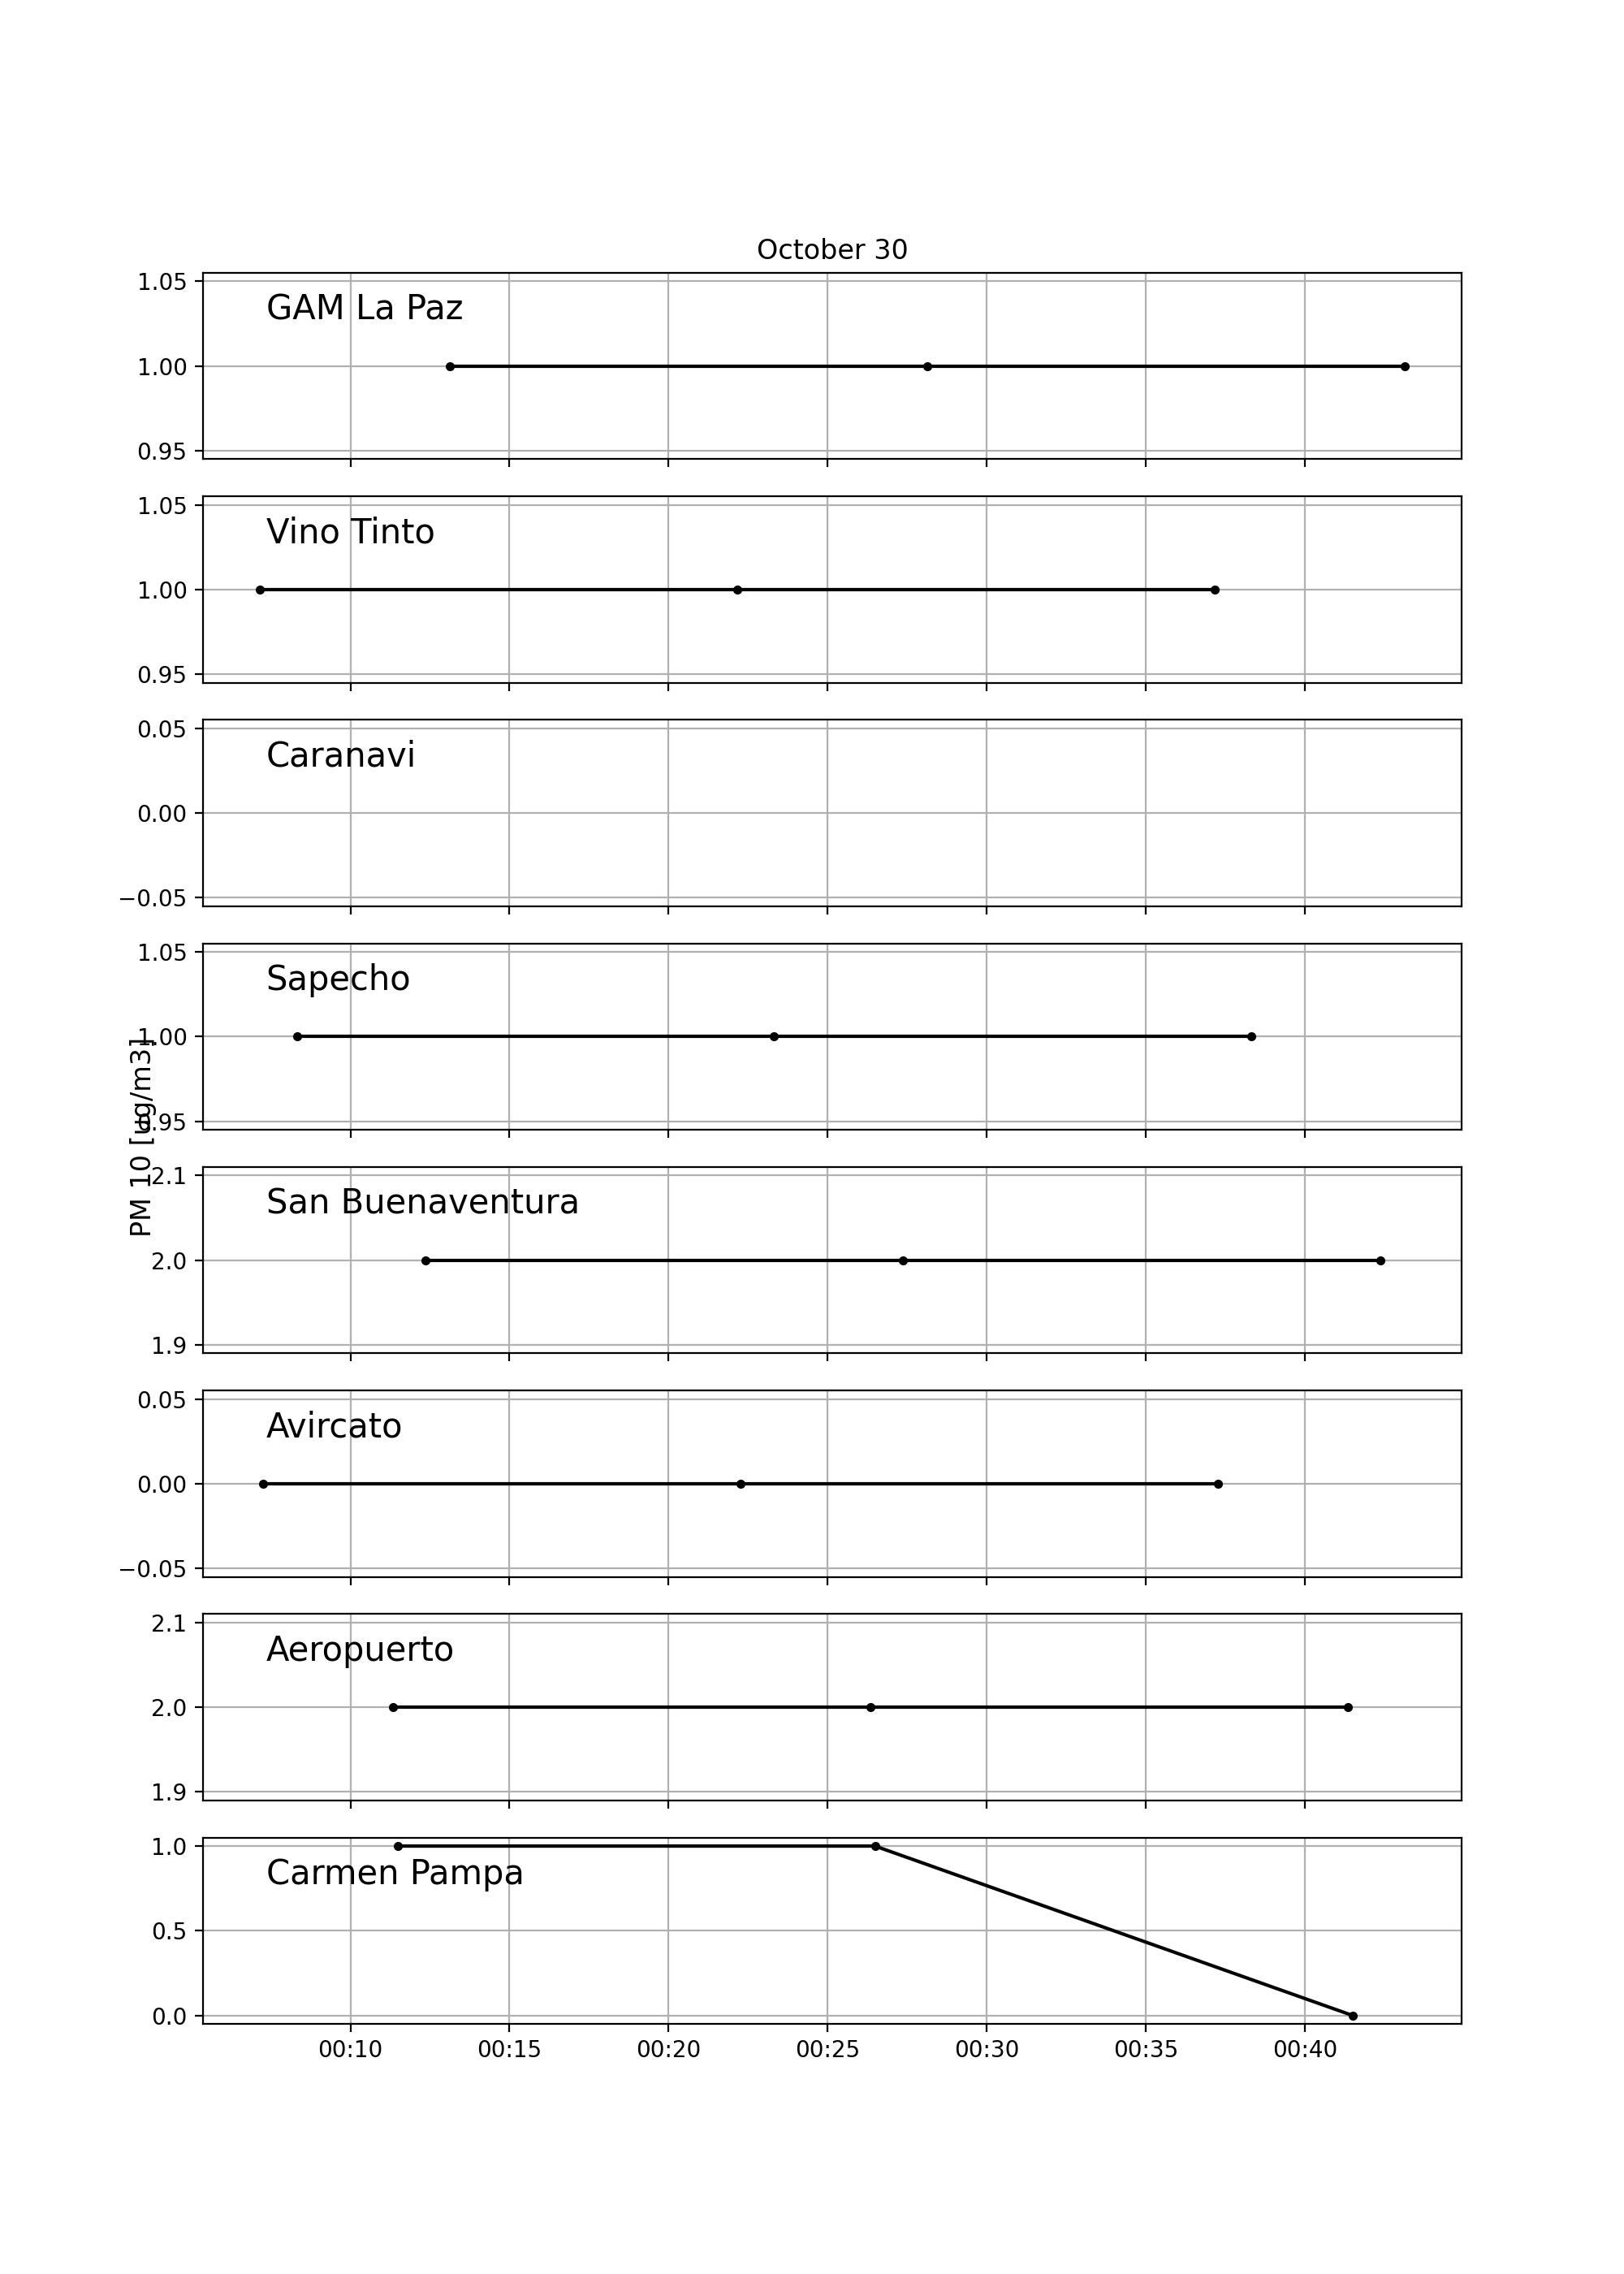 October 30
1.05
GAM La Paz
1.00
0.95
1.05
Vino Tinto
1.00
0.95
0.05
Caranavi
0.00
−0.05
1.05
Sapecho
1.00
0.95
PM 10 [ug/m3]
2.1
San Buenaventura
2.0
1.9
0.05
Avircato
0.00
−0.05
2.1
Aeropuerto
2.0
1.9
1.0
Carmen Pampa
0.5
0.0
00:10 00:15 00:20 00:25 00:30 00:35 00:40